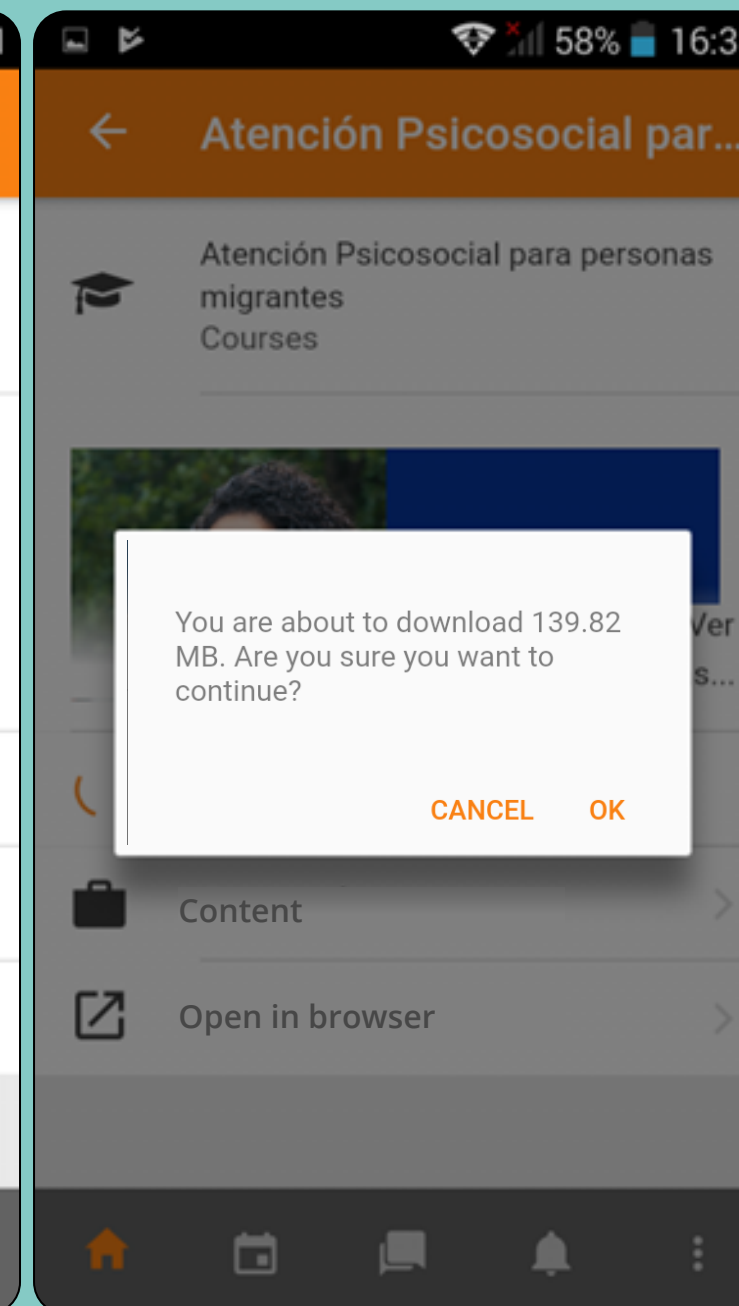 58% 16:3
Atención Psicosocial par...
Atención Psicosocial para personas
migrantes
Courses
Ver
s...
You are about to download 139.82
MB. Are you sure you want to
continue?
CANCEL OK
Content
Open in browser